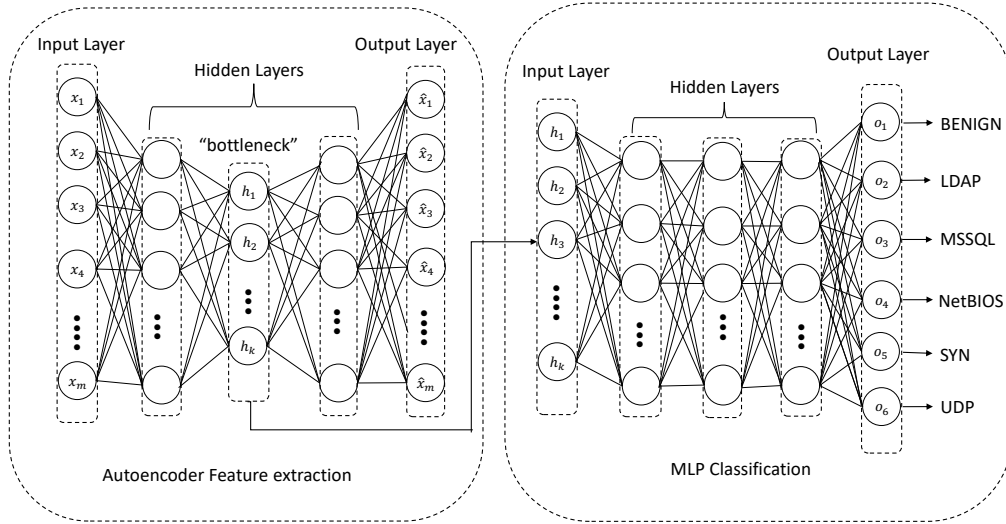 Input Layer
Output Layer
Hidden Layers
“bottleneck”
x₁
x₂
x₃
x₄
xₘ
h₁
h₂
hₖ
x̂₁
x̂₂
x̂₃
x̂₄
x̂ₘ
Autoencoder Feature extraction
Input Layer
Hidden Layers
Output Layer
h₁
h₂
h₃
hₖ
o₁ BENIGN
o₂ LDAP
o₃ MSSQL
o₄ NetBIOS
o₅ SYN
o₆ UDP
MLP Classification